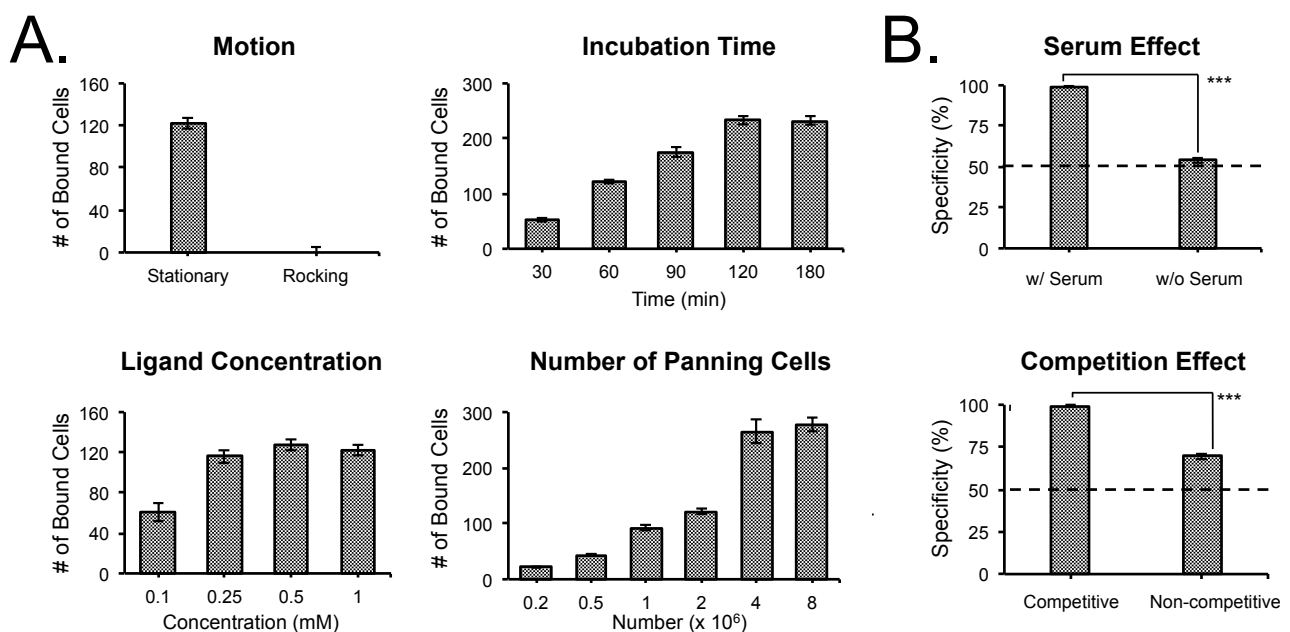 A.
Motion
# of Bound Cells
160
120
80
40
0
Stationary
Rocking
Incubation Time
# of Bound Cells
300
200
100
0
30 60 90 120 180
Time (min)
Ligand Concentration
# of Bound Cells
160
120
80
40
0
0.1 0.25 0.5 1
Concentration (mM)
Number of Panning Cells
# of Bound Cells
300
200
100
0
0.2 0.5 1 2 4 8
Number (x 10⁶)
B.
Serum Effect
***
Specificity (%)
100
75
50
25
0
w/ Serum
w/o Serum
Competition Effect
***
Specificity (%)
100
75
50
25
0
Competitive
Non-competitive